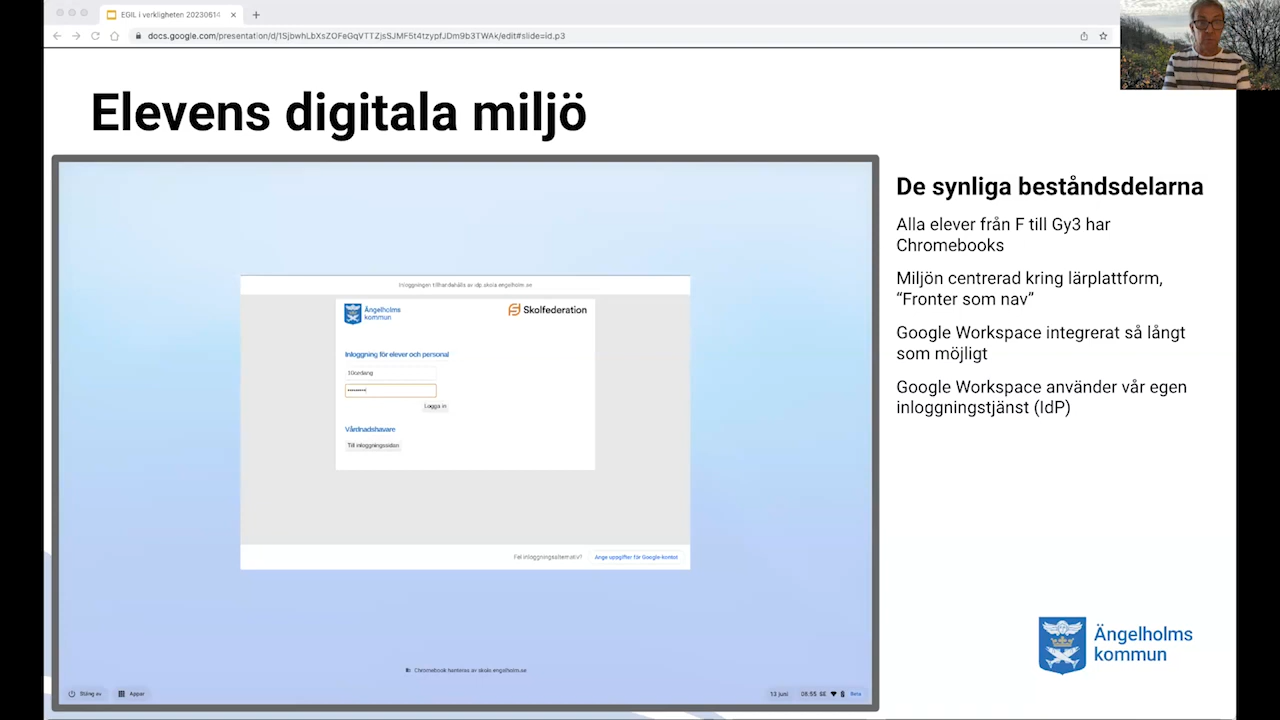 EGIL i verkligheten 20230614
docs.google.com/presentation/d/1SjbwhLbXsZOFeGqVTTZjsSJMF5t4tzypfJDm9b3TWAk/edit#slide=id.p3
Elevens digitala miljö
Inloggningen tillhandahålls av idp.skola.engelholm.se
Ängelholms
kommun
Skolfederation
Inloggning för elever och personal
Logga in
Vårdnadshavare
Till inloggningssidan
Fel inloggningsalternativ?
Ange uppgifter för Google-kontot
Chromebook hanteras av skola.engelholm.se
Stäng av
Appar
13 juni
08:55
SE
Beta
De synliga beståndsdelarna
Alla elever från F till Gy3 har
Chromebooks
Miljön centrerad kring lärplattform,
“Fronter som nav”
Google Workspace integrerat så långt
som möjligt
Google Workspace använder vår egen
inloggningstjänst (IdP)
Ängelholms
kommun